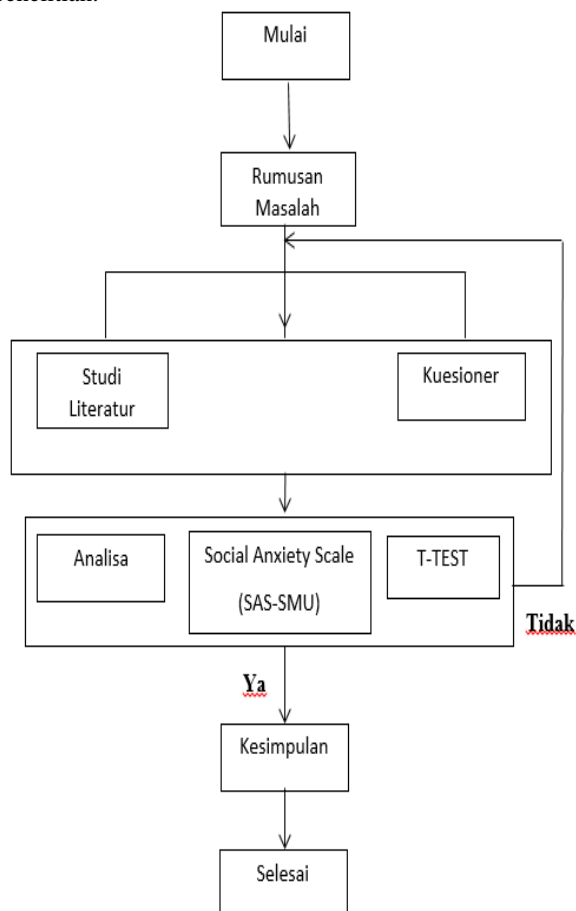 Mulai
Rumusan
Masalah
Studi
Literatur
Kuesioner
Analisa
Social Anxiety Scale
(SAS-SMU)
T-TEST
Tidak
Ya
Kesimpulan
Selesai